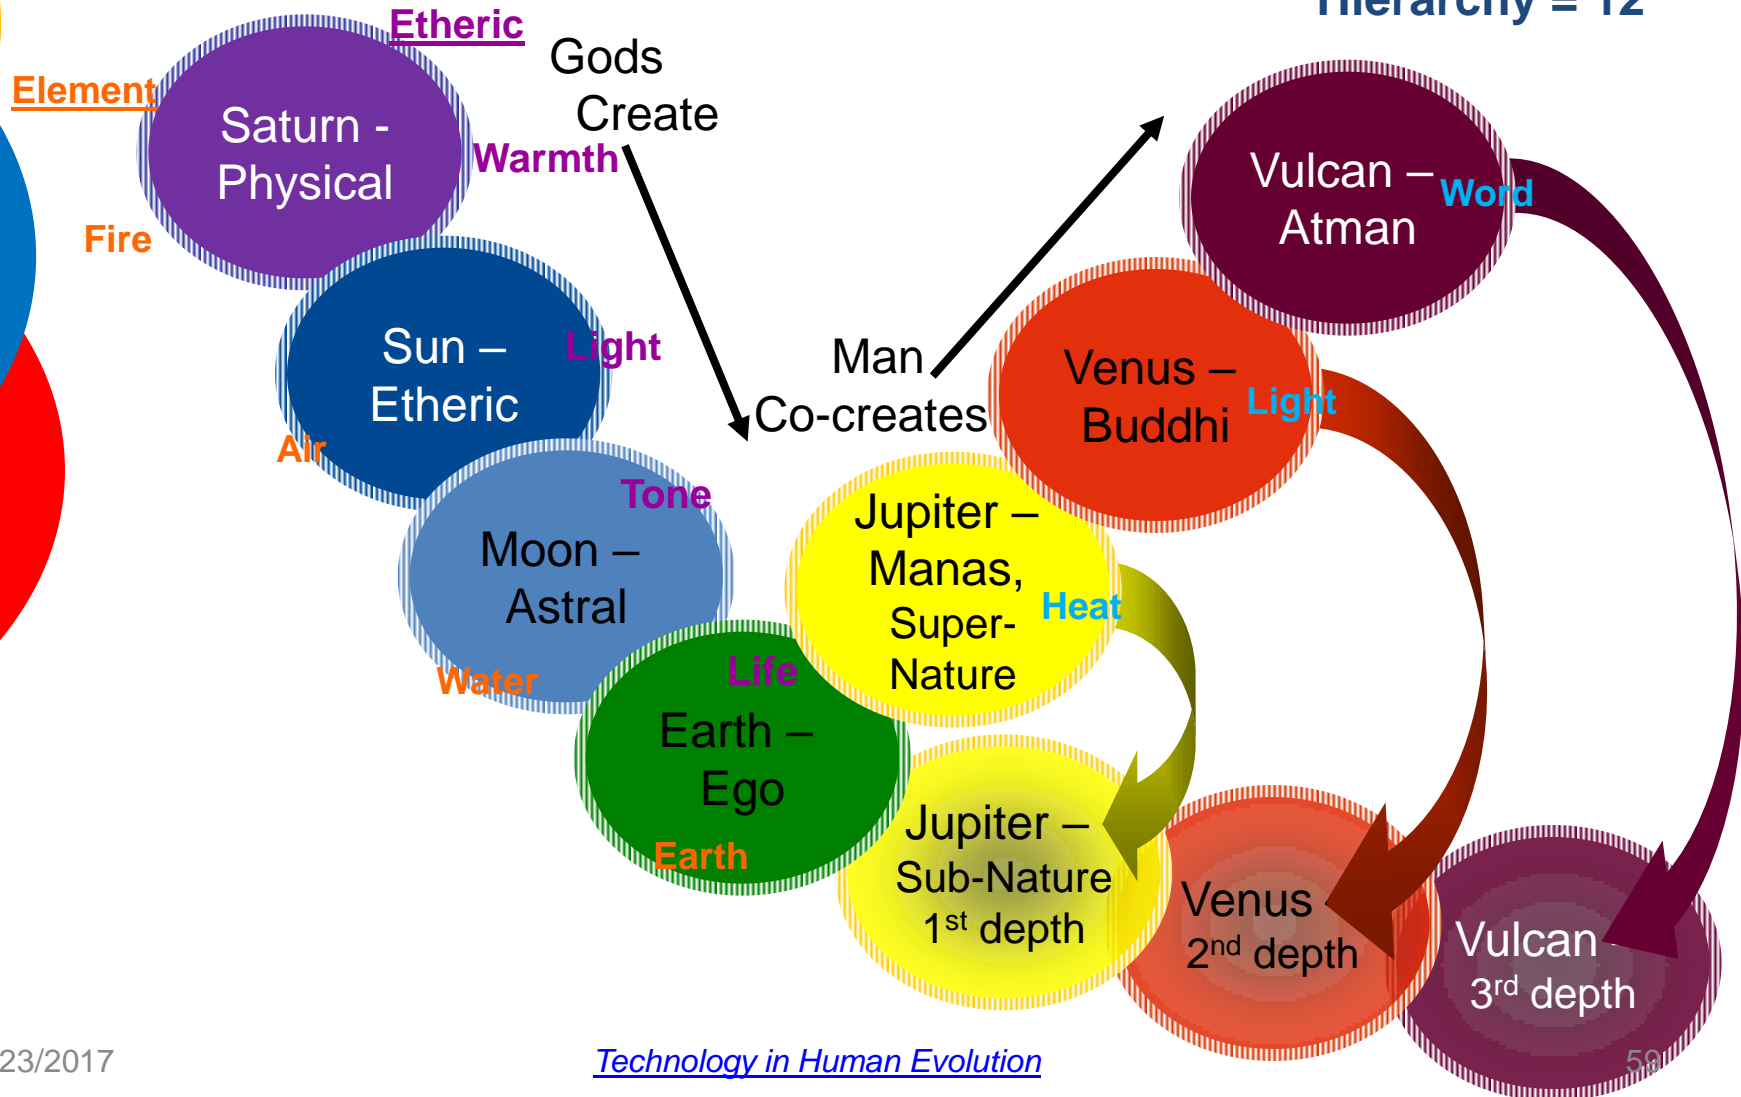 Hierarchy = 12
Etheric
Gods
Create
Element
Saturn -
Physical
Warmth
Fire
Vulcan –
Atman
Word
Sun –
Etheric
Light
Air
Man
Co-creates
Venus –
Buddhi
Light
Tone
Moon –
Astral
Water
Jupiter –
Manas,
Super-
Nature
Heat
Life
Earth –
Ego
Earth
Jupiter –
Sub-Nature
1st depth
Venus -
2nd depth
Vulcan -
3rd depth
23/2017
Technology in Human Evolution
59